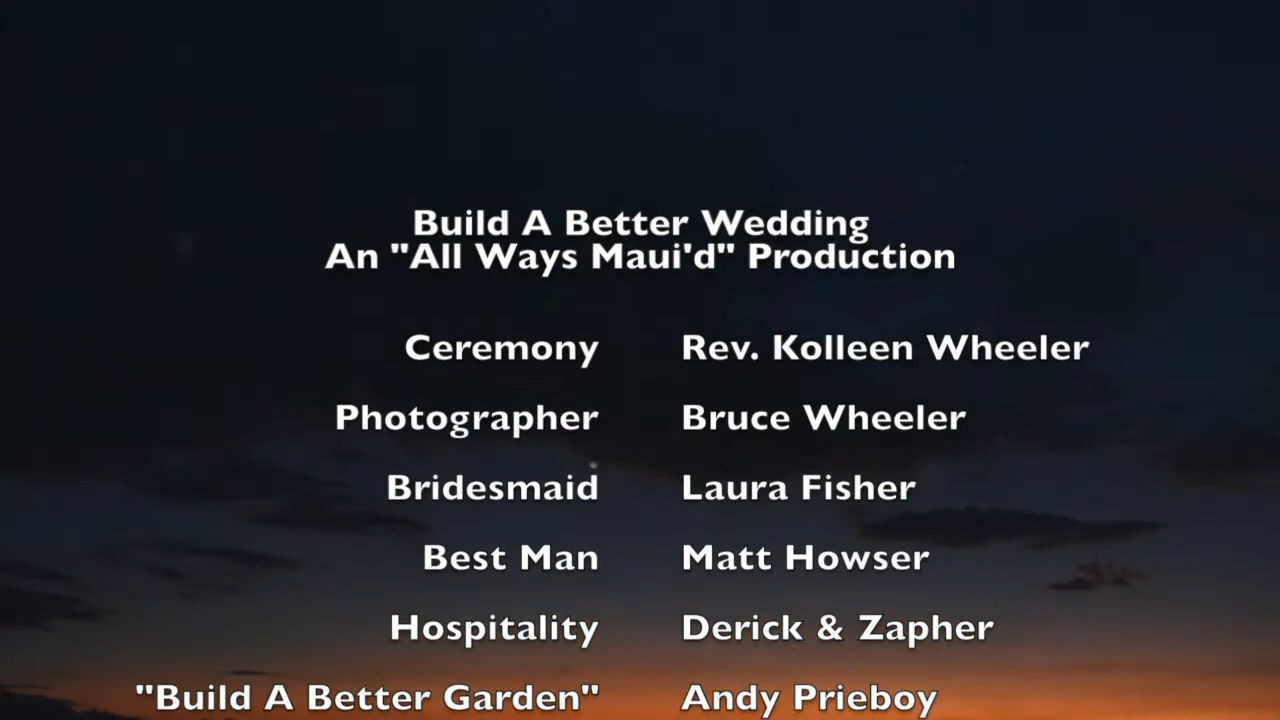 Build A Better Wedding
An "All Ways Maui'd" Production
Ceremony Rev. Kolleen Wheeler
Photographer Bruce Wheeler
Bridesmaid Laura Fisher
Best Man Matt Howser
Hospitality Derick & Zapher
"Build A Better Garden" Andy Prieboy